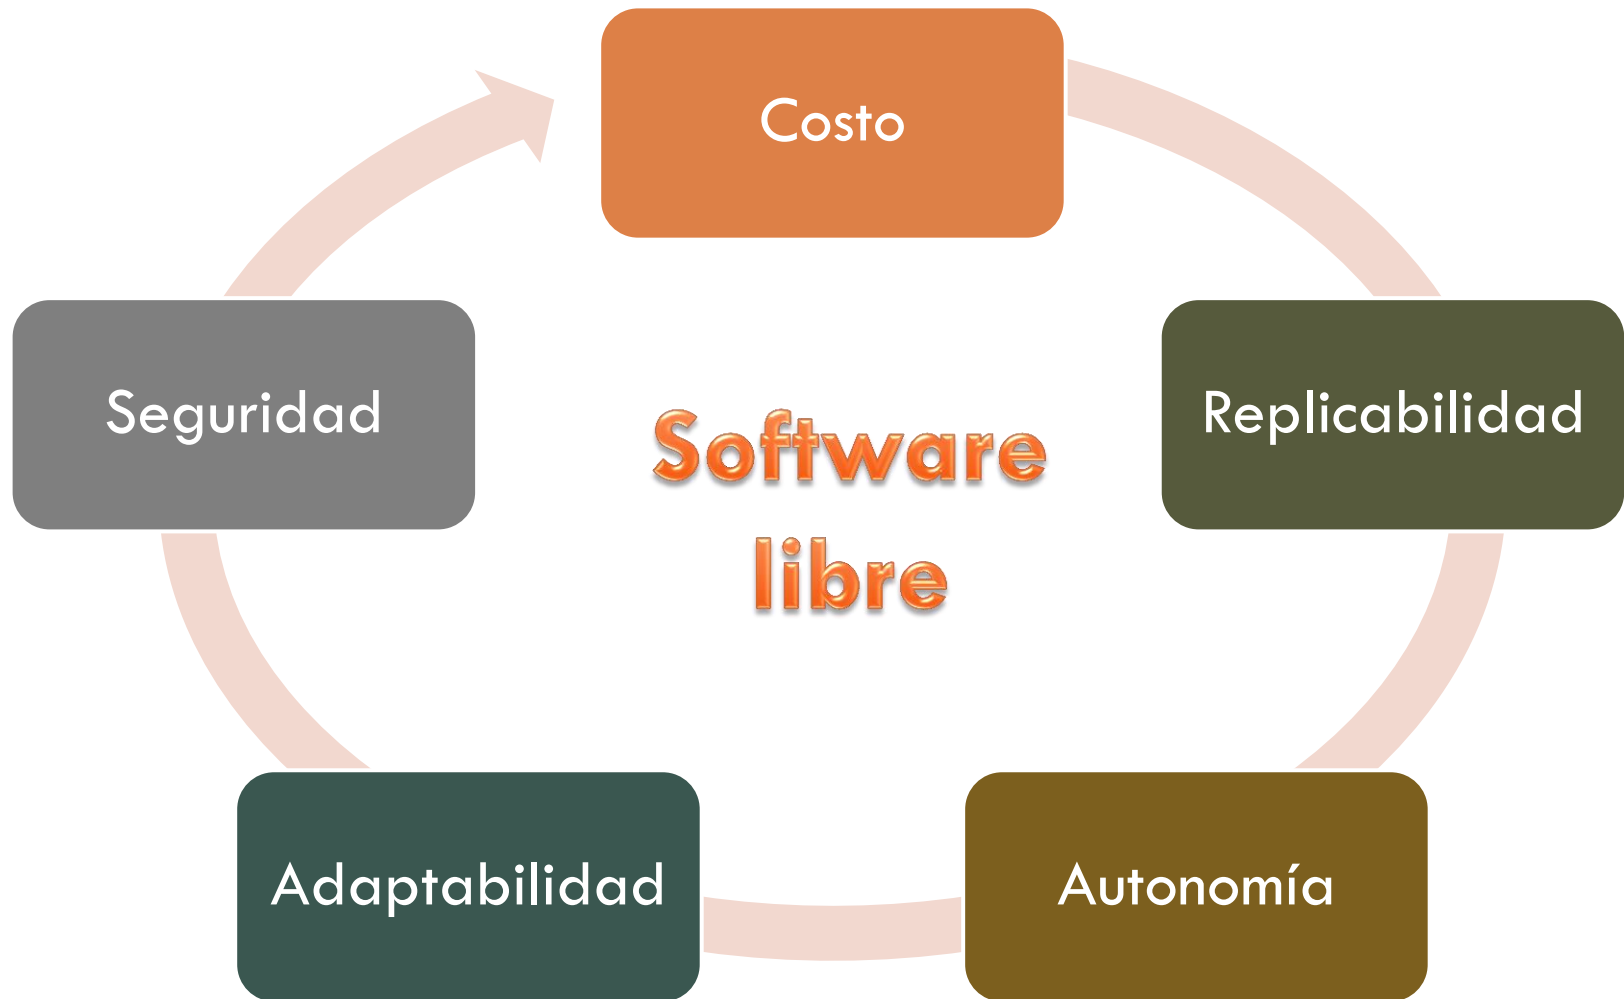 Costo
Replicabilidad
Autonomía
Adaptabilidad
Seguridad
Software
libre